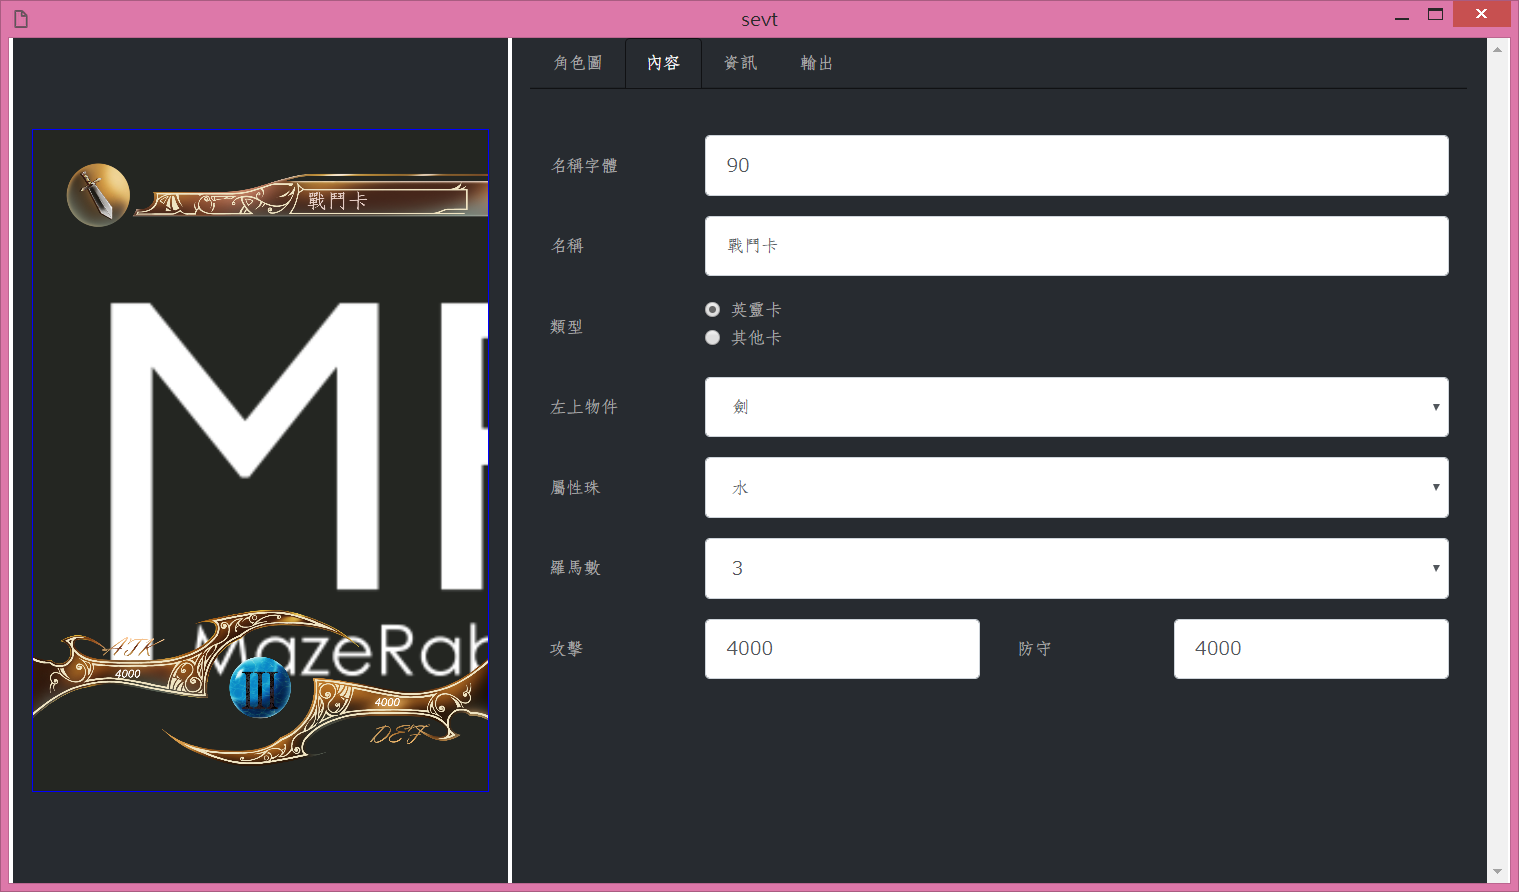 sevt
角色圖 內容 資訊 輸出
戰鬥卡
ATK
4000
MazeRab
III
4000
DEF
名稱字體 90
名稱 戰鬥卡
類型
英靈卡
其他卡
左上物件 劍
屬性珠 水
羅馬數 3
攻擊 4000 防守 4000